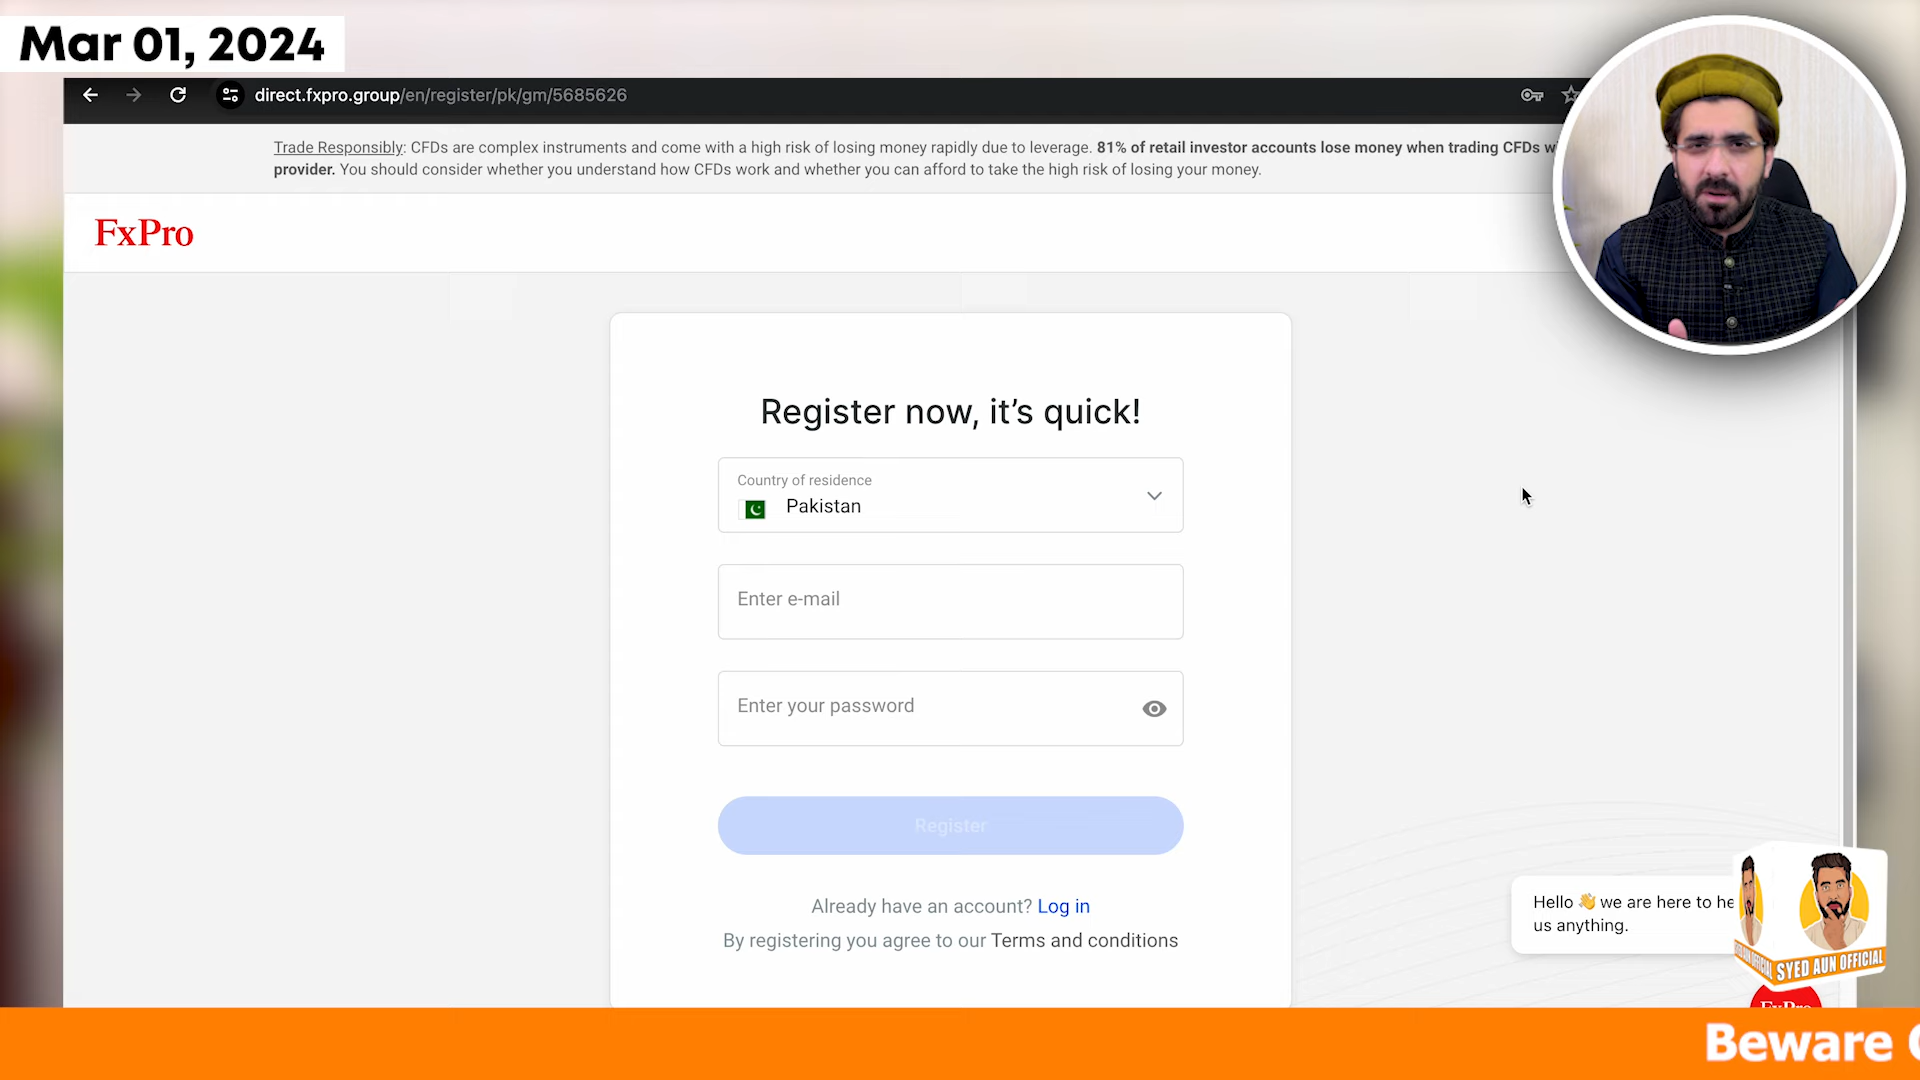 Mar 01, 2024
direct.fxpro.group/en/register/pk/gm/5685626
Trade Responsibly: CFDs are complex instruments and come with a high risk of losing money rapidly due to leverage. 81% of retail investor accounts lose money when trading CFDs
provider. You should consider whether you understand how CFDs work and whether you can afford to take the high risk of losing your money.
FxPro
Register now, it’s quick!
Country of residence
Pakistan
Enter e-mail
Enter your password
Register
Already have an account? Log in
By registering you agree to our Terms and conditions
Hello 👋 we are here to
us anything.
SYED AUN OFFICIAL
FxPro
Beware